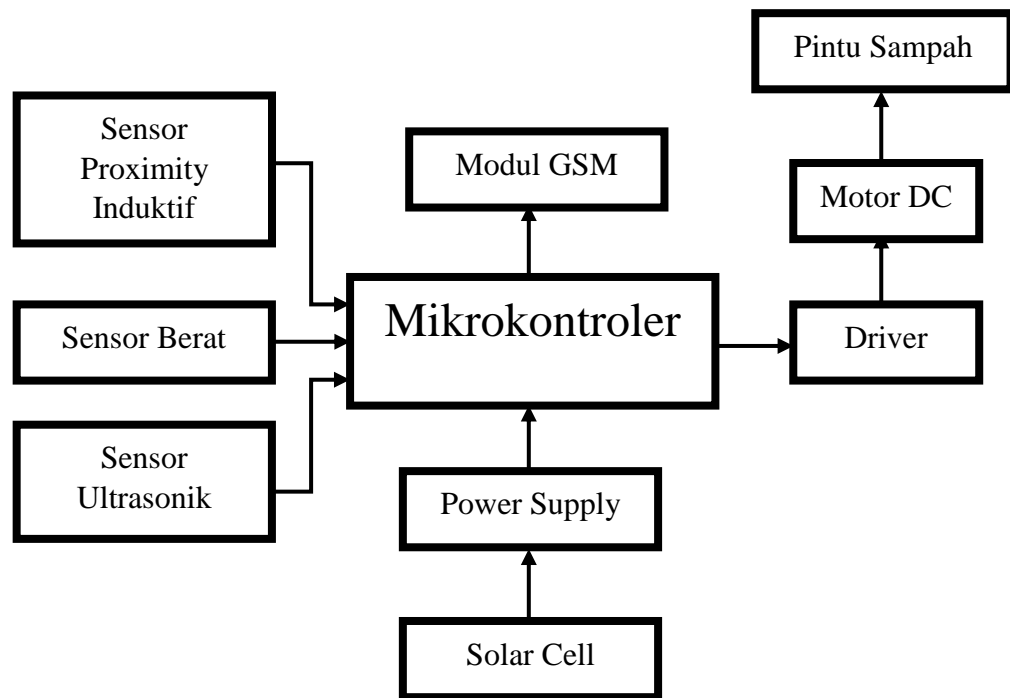 Pintu Sampah
Sensor
Proximity
Induktif
Modul GSM
Motor DC
Mikrokontroler
Sensor Berat
Driver
Sensor
Ultrasonik
Power Supply
Solar Cell